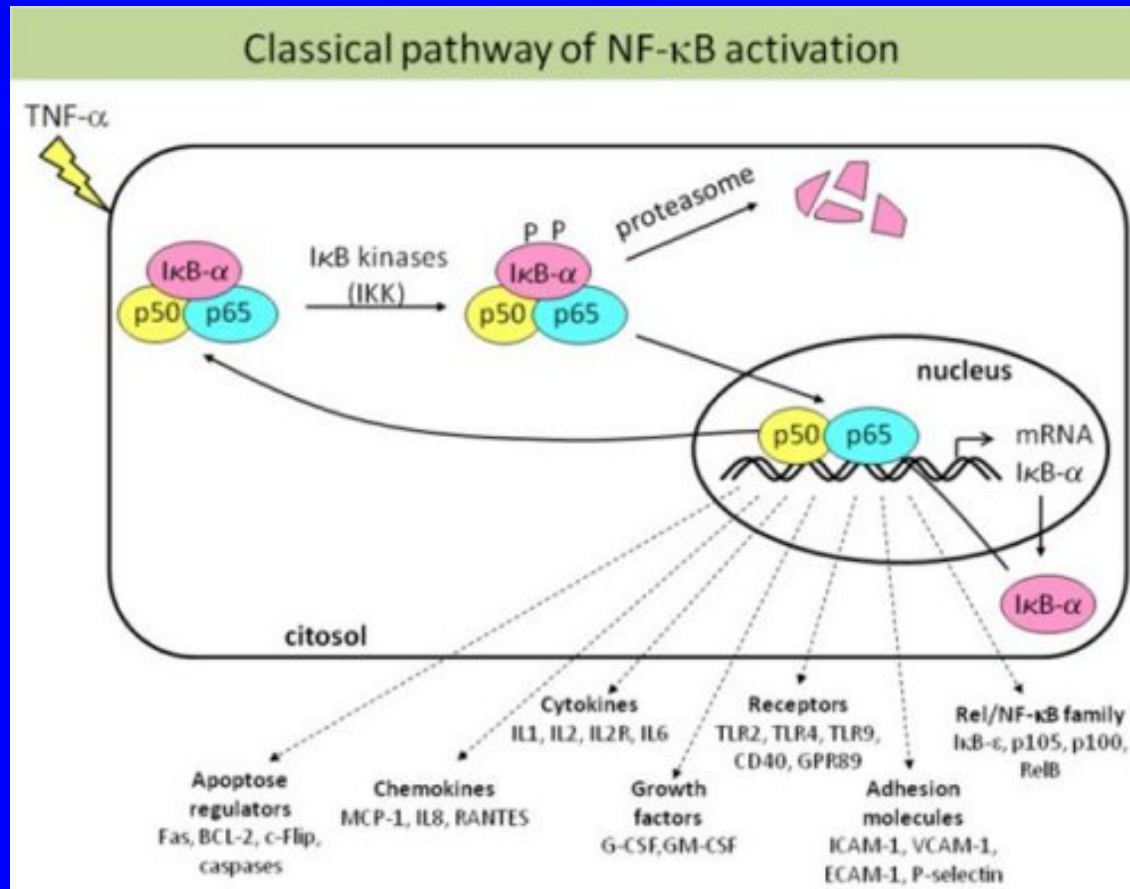 Classical pathway of NF-κB activation
TNF-α
proteasome
P P
IκB-α
p50
p65
IκB kinases
(IKK)
IκB-α
p50
p65
nucleus
p50
p65
mRNA
IκB-α
IκB-α
citosol
Cytokines
IL1, IL2, IL2R, IL6
Receptors
TLR2, TLR4, TLR9,
CD40, GPR89
Rel/NF-κB family
IκB-ε, p105, p100,
RelB
Apoptose
regulators
Fas, BCL-2, c-Flip,
caspases
Chemokines
MCP-1, IL8, RANTES
Growth
factors
G-CSF,GM-CSF
Adhesion
molecules
ICAM-1, VCAM-1,
ECAM-1, P-selectin